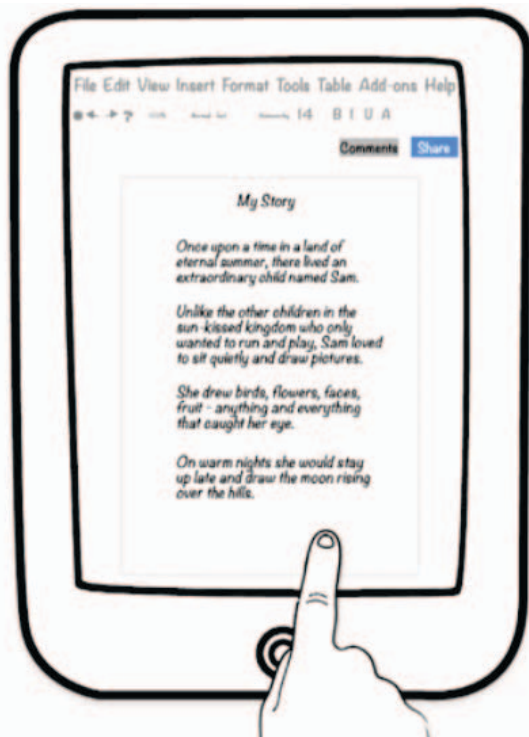 File Edit View Insert Format Tools Table Add-ons Help
14 B I U A
Comments Share
My Story
Once upon a time in a land of
eternal summer, there lived an
extraordinary child named Sam.
Unlike the other children in the
sun-kissed kingdom who only
wanted to run and play, Sam loved
to sit quietly and draw pictures.
She drew birds, flowers, faces,
fruit - anything and everything
that caught her eye.
On warm nights she would stay
up late and draw the moon rising
over the hills.